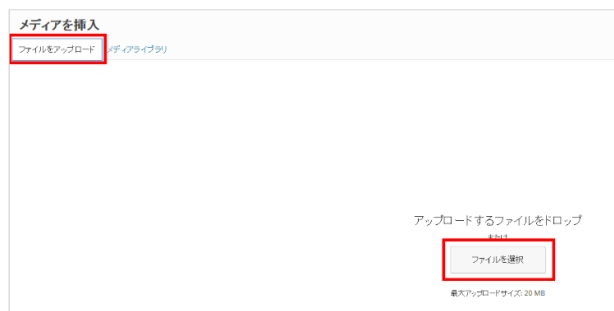 メディアを挿入
ファイルをアップロード メディアライブラリ
アップロードするファイルをドロップ
または
ファイルを選択
最大アップロードサイズ: 20 MB